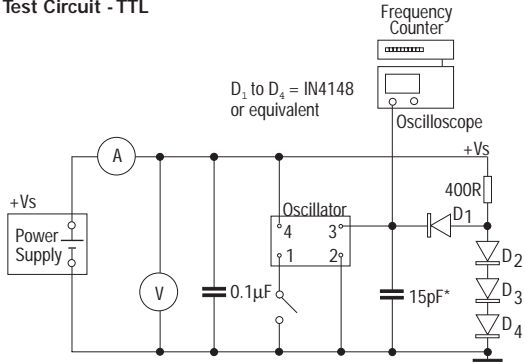 Test Circuit - TTL
Frequency
Counter
D1 to D4 = IN4148
or equivalent
Oscilloscope
+Vs
A
400R
+Vs
Oscillator
D1
4 3
Power
Supply
1 2
D2
V
0.1µF
15pF*
D3
D4